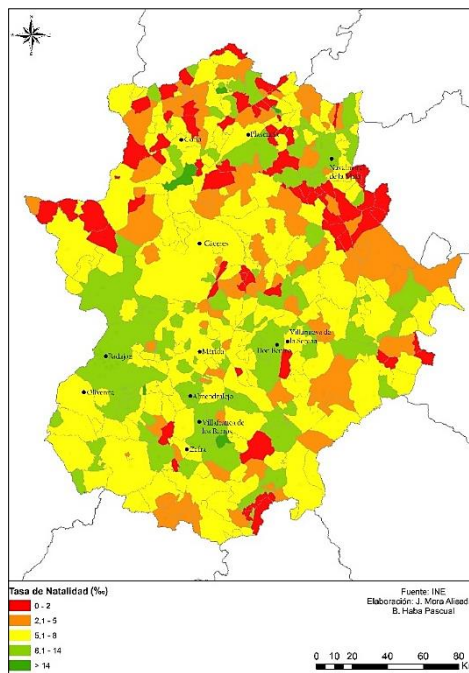 Coria
Plasencia
Navalmoral
de la Mata
Cáceres
Villanueva de
la Serena
Don Benito
Mérida
Badajoz
Olivenza
Almendralejo
Villafranca de
los Barros
Zafra
Tasa de Natalidad (‰)
0 - 2
2,1 - 5
5,1 - 8
8,1 - 14
> 14
Fuente: INE
Elaboración: J. Mora Aliseda
B. Haba Pascual
0 10 20 40 60 80
Km